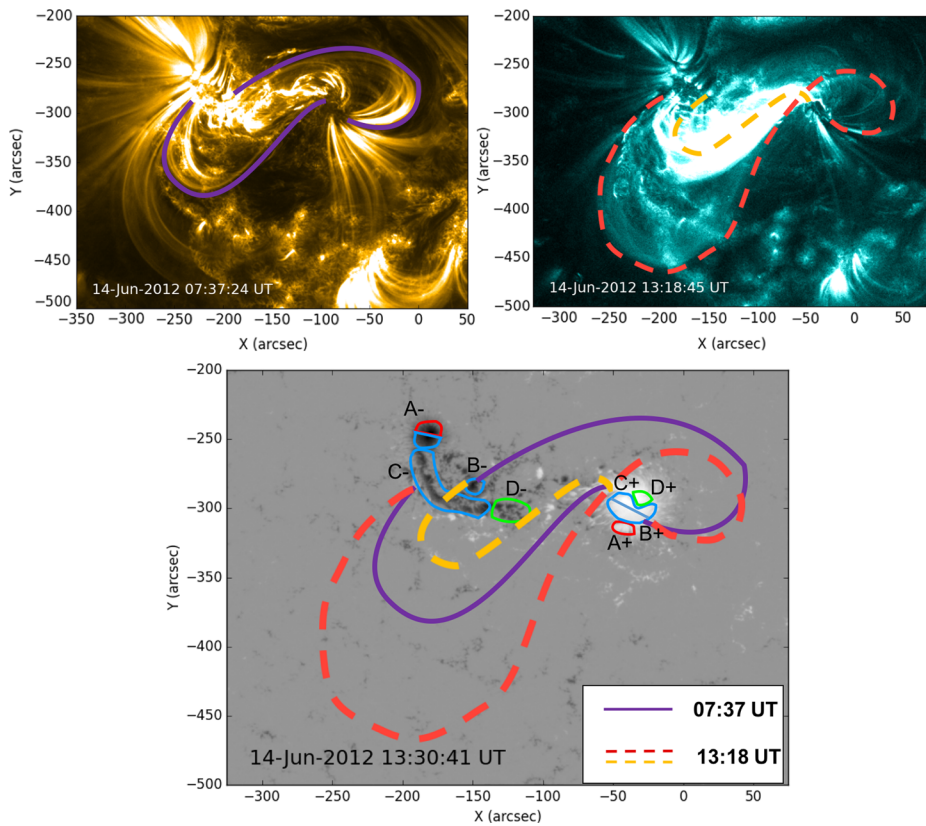 −200
−250
−300
−350
−400
−450
−500
Y (arcsec)
14-Jun-2012 07:37:24 UT
−350 −300 −250 −200 −150 −100 −50 0 50
X (arcsec)
−200
−250
−300
−350
−400
−450
−500
Y (arcsec)
14-Jun-2012 13:18:45 UT
−300 −250 −200 −150 −100 −50 0 50
X (arcsec)
−200
−250
−300
−350
−400
−450
−500
Y (arcsec)
A-
C-
B-
D-
C+
D+
B+
A+
07:37 UT
13:18 UT
14-Jun-2012 13:30:41 UT
−300 −250 −200 −150 −100 −50 0 50
X (arcsec)